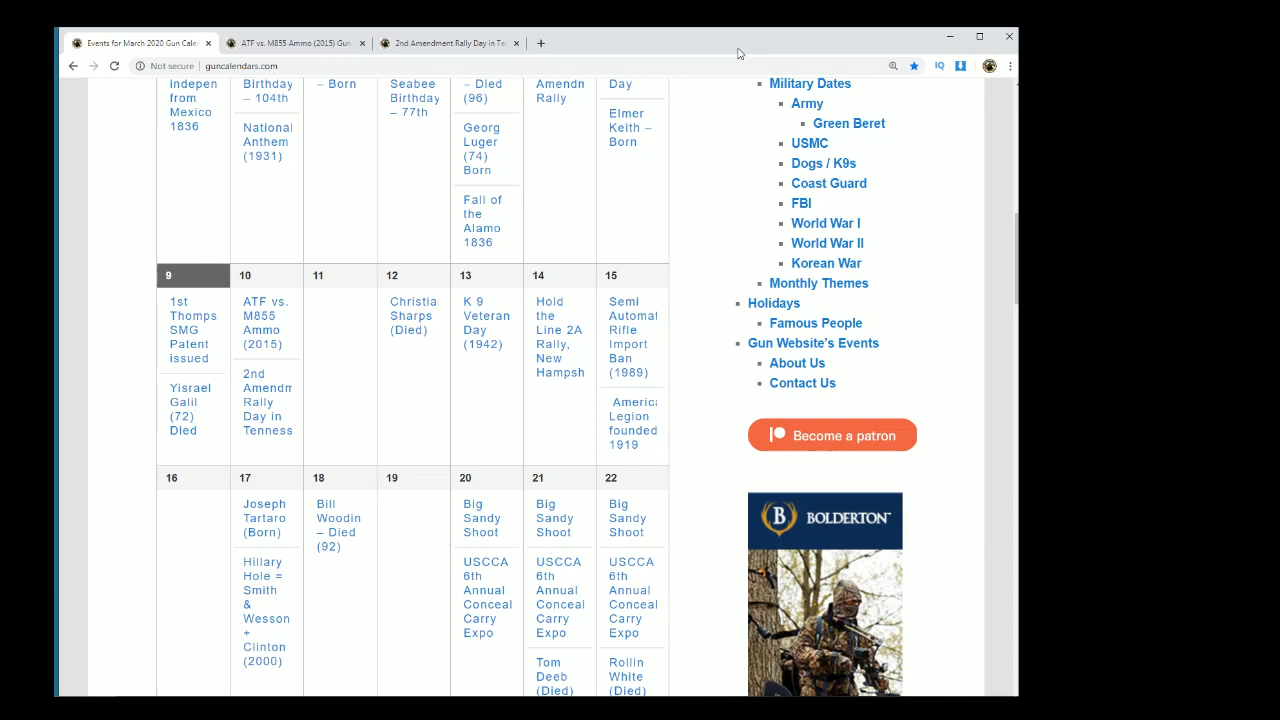 Events for March 2020 Gun Cale
ATF vs. M855 Ammo (2015) Gun
2nd Amendment Rally Day in Te
Not secure
guncalendars.com
IQ
Indepen
from
Mexico
1836
Birthday
– 104th
National
Anthem
(1931)
– Born
Seabee
Birthday
– 77th
– Died
(96)
Georg
Luger
(74)
Born
Fall of
the
Alamo
1836
Amendn
Rally
Day
Elmer
Keith –
Born
9
10
11
12
13
14
15
1st
Thomps
SMG
Patent
issued
Yisrael
Galil
(72)
Died
ATF vs.
M855
Ammo
(2015)
2nd
Amendm
Rally
Day in
Tenness
Christia
Sharps
(Died)
K 9
Veteran
Day
(1942)
Hold
the
Line 2A
Rally,
New
Hampsh
Semi
Automat
Rifle
Import
Ban
(1989)
America
Legion
founded
1919
16
17
18
19
20
21
22
Joseph
Tartaro
(Born)
Hillary
Hole =
Smith
&
Wesson
+
Clinton
(2000)
Bill
Woodin
– Died
(92)
Big
Sandy
Shoot
USCCA
6th
Annual
Conceal
Carry
Expo
Big
Sandy
Shoot
USCCA
6th
Annual
Conceal
Carry
Expo
Tom
Deeb
(Died)
Big
Sandy
Shoot
USCCA
6th
Annual
Conceal
Carry
Expo
Rollin
White
(Died)
Military Dates
Army
Green Beret
USMC
Dogs / K9s
Coast Guard
FBI
World War I
World War II
Korean War
Monthly Themes
Holidays
Famous People
Gun Website's Events
About Us
Contact Us
Become a patron
B BOLDERTON